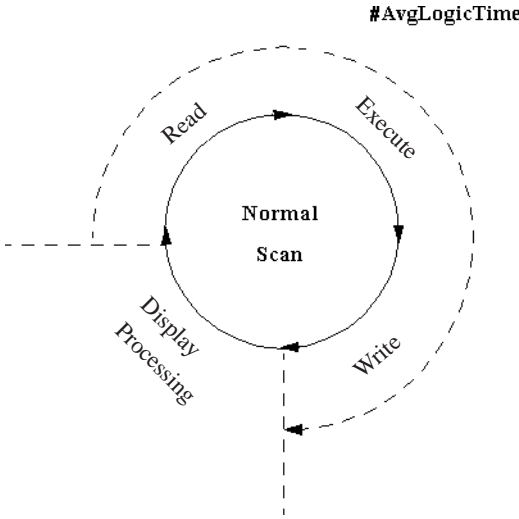 #AvgLogicTime
Read
Execute
Normal
Scan
Display
Processing
Write